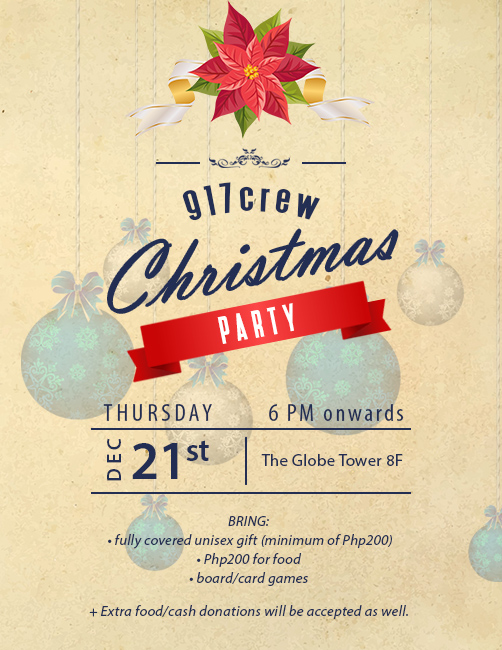 917crew
Christmas
PARTY
THURSDAY 6 PM onwards
DEC 21st The Globe Tower 8F
BRING:
• fully covered unisex gift (minimum of Php200)
• Php200 for food
• board/card games
+ Extra food/cash donations will be accepted as well.